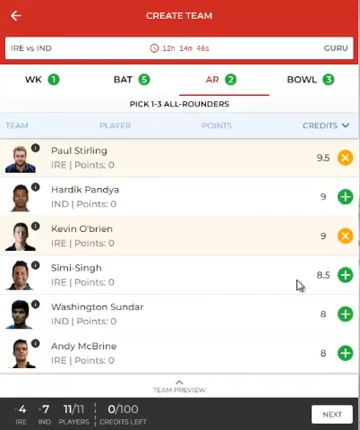 CREATE TEAM
IRE vs IND 12h 14m 46s GURU
WK 1 BAT 5 AR 2 BOWL 3
PICK 1-3 ALL-ROUNDERS
TEAM PLAYER POINTS CREDITS
Paul Stirling
IRE | Points: 0
9.5
Hardik Pandya
IND | Points: 0
9
Kevin O'brien
IRE | Points: 0
9
Simi-Singh
IRE | Points: 0
8.5
Washington Sundar
IND | Points: 0
8
Andy McBrine
IRE | Points: 0
8
TEAM PREVIEW
4 7 11/11 0/100
IRE IND PLAYERS CREDITS LEFT
NEXT